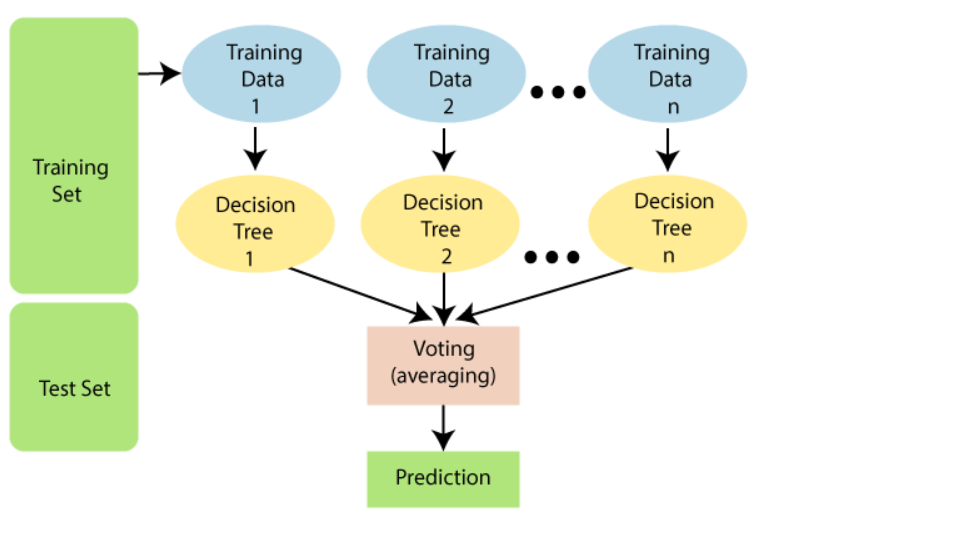 Training
Set
Test Set
Training
Data
1
Training
Data
2
Training
Data
n
Decision
Tree
1
Decision
Tree
2
Decision
Tree
n
Voting
(averaging)
Prediction